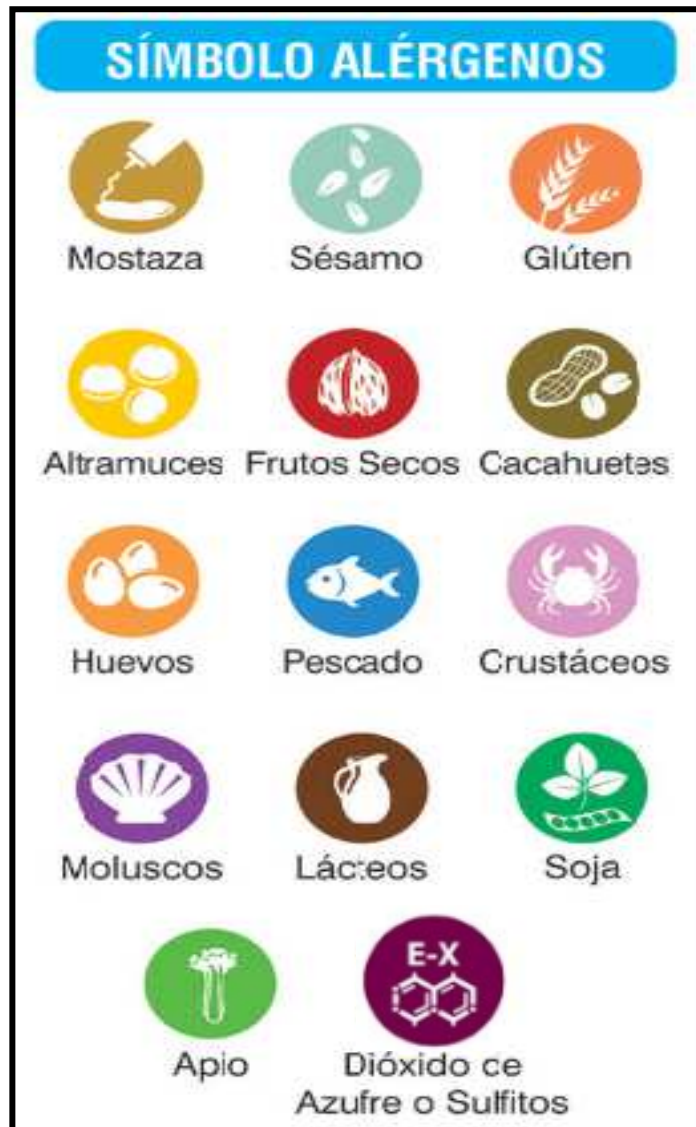 SÍMBOLO ALÉRGENOS
Mostaza
Sésamo
Glúten
Altramuces
Frutos Secos
Cacahuetes
Huevos
Pescado
Crustáceos
Moluscos
Lácteos
Soja
E-X
Apio
Dióxido de
Azufre o Sulfitos